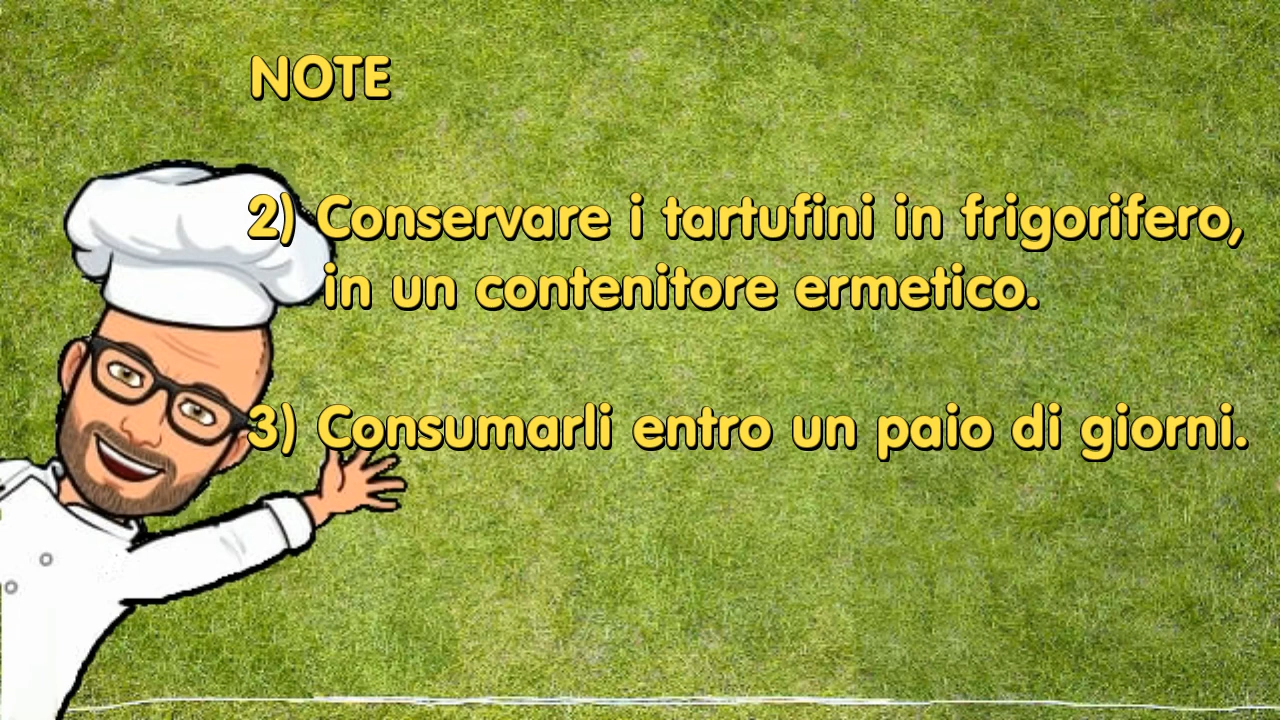 NOTE
2) Conservare i tartufini in frigorifero,
in un contenitore ermetico.
3) Consumarli entro un paio di giorni.